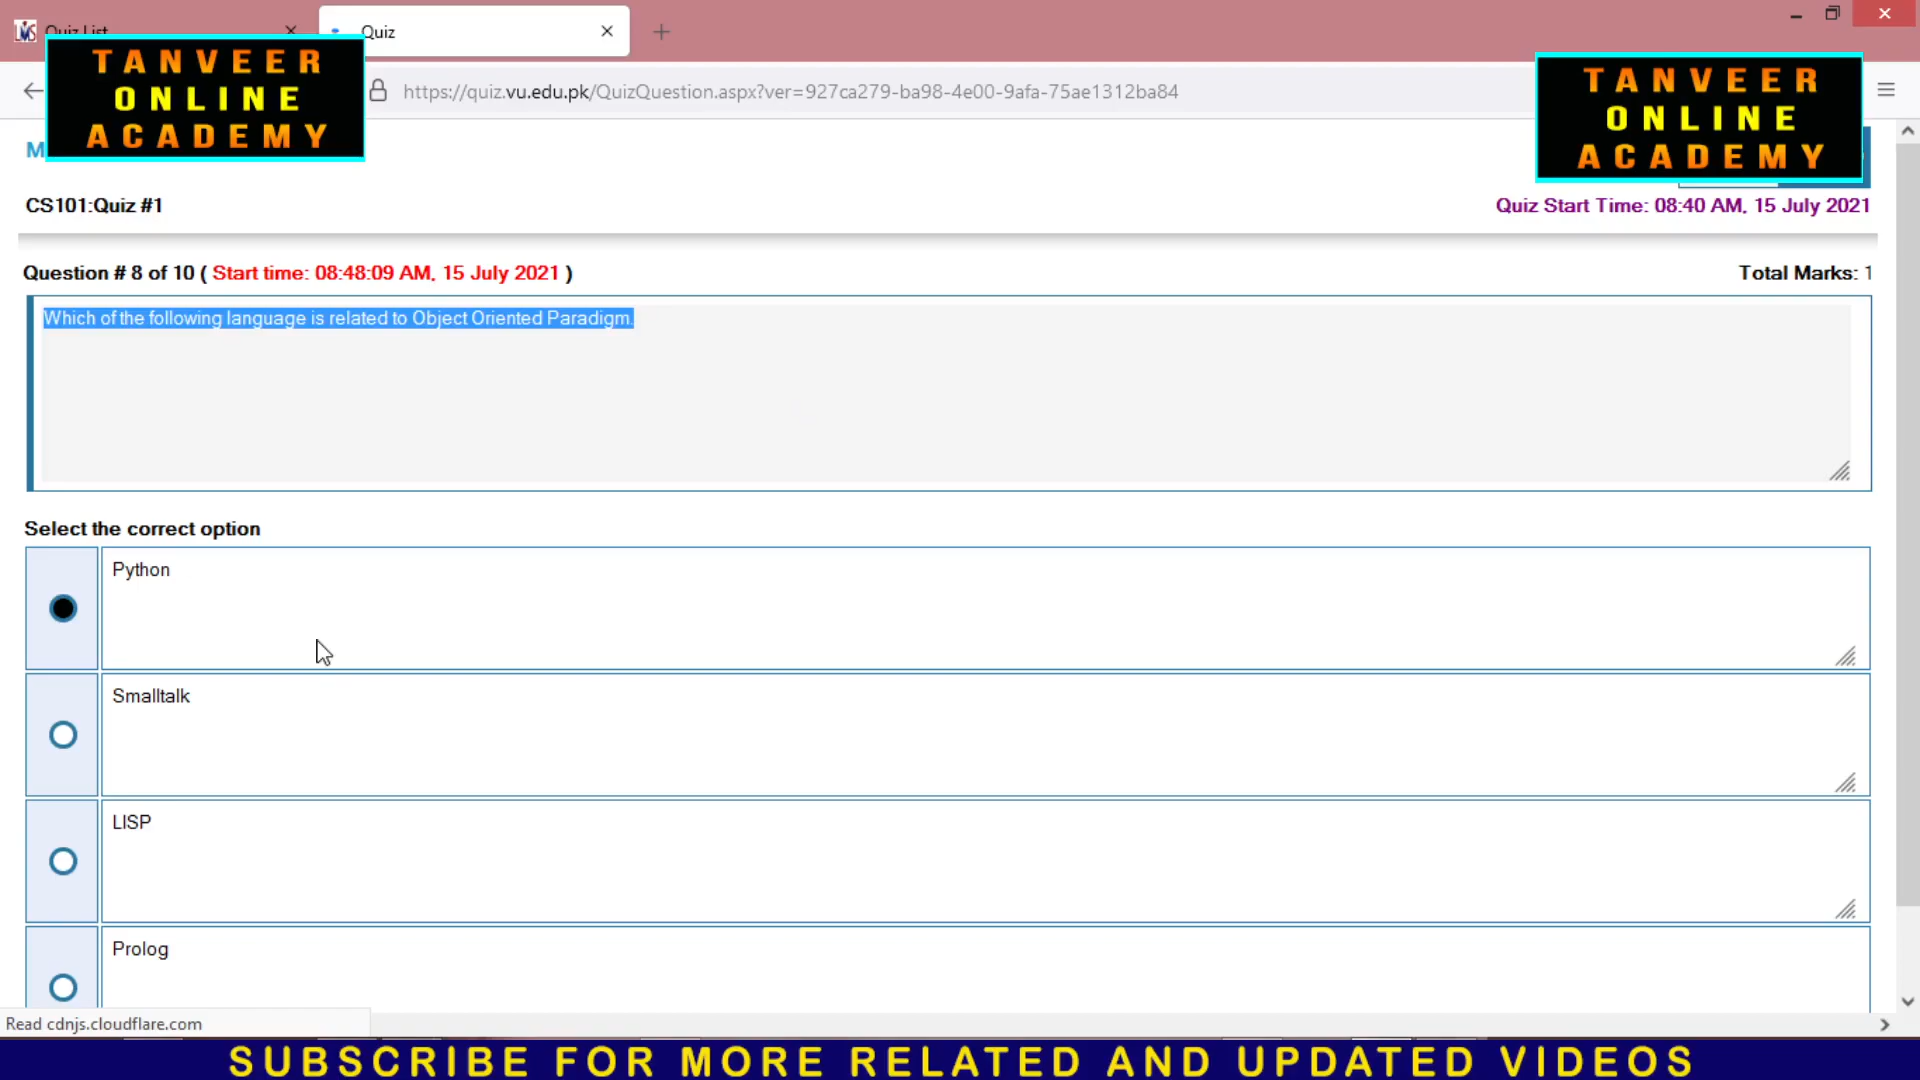 Quiz List
Quiz
TANVEER
ONLINE
ACADEMY
https://quiz.vu.edu.pk/QuizQuestion.aspx?ver=927ca279-ba98-4e00-9afa-75ae1312ba84
TANVEER
ONLINE
ACADEMY
M
CS101:Quiz #1
Quiz Start Time: 08:40 AM, 15 July 2021
Question # 8 of 10 ( Start time: 08:48:09 AM, 15 July 2021 )
Total Marks: 1
Which of the following language is related to Object Oriented Paradigm.
Select the correct option
Python
Smalltalk
LISP
Prolog
Read cdnjs.cloudflare.com
SUBSCRIBE FOR MORE RELATED AND UPDATED VIDEOS